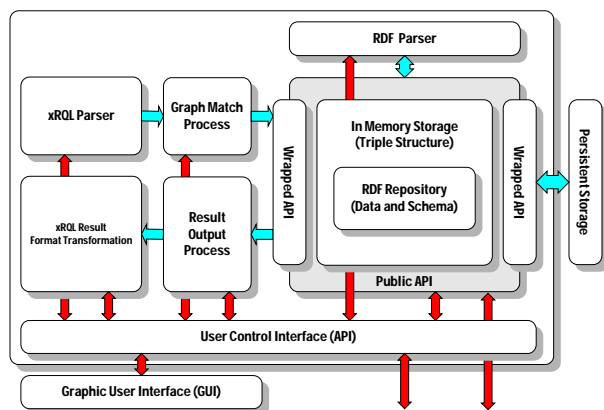 RDF Parser
xRQL Parser
Graph Match
Process
Wrapped API
In Memory Storage
(Triple Structure)
RDF Repository
(Data and Schema)
Wrapped API
Persistent Storage
xRQL Result
Format Transformation
Result
Output
Process
Public API
User Control Interface (API)
Graphic User Interface (GUI)